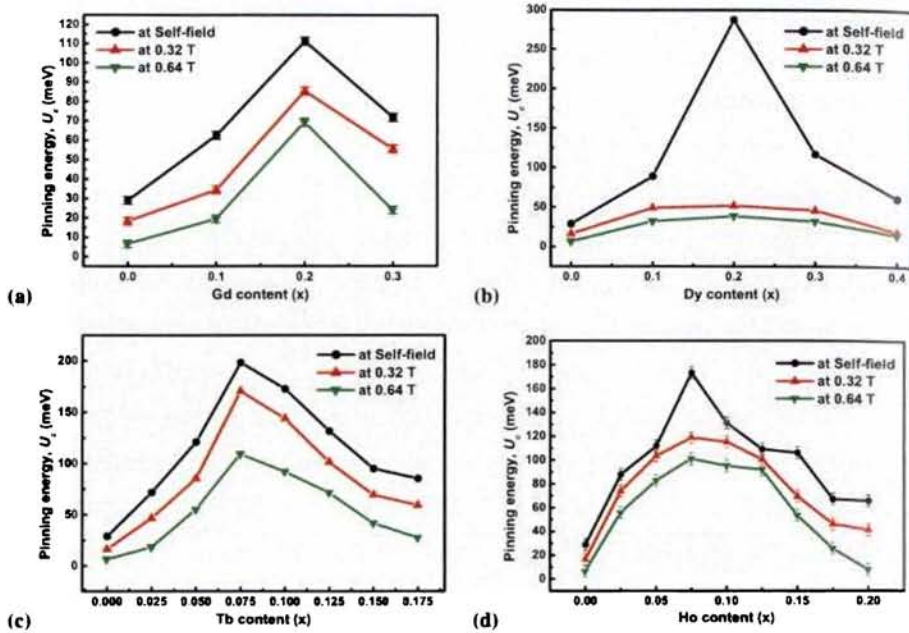 120
110
100
90
80
70
60
50
40
30
20
10
0
Pinning energy, Uc (meV)
at Self-field
at 0.32 T
at 0.64 T
0.0 0.1 0.2 0.3
Gd content (x)
(a)
300
250
200
150
100
50
0
Pinning energy, Uc (meV)
at Self-field
at 0.32 T
at 0.64 T
0.0 0.1 0.2 0.3 0.4
Dy content (x)
(b)
200
150
100
50
0
Pinning energy, Uc (meV)
at Self-field
at 0.32 T
at 0.64 T
0.000 0.025 0.050 0.075 0.100 0.125 0.150 0.175
Tb content (x)
(c)
200
180
160
140
120
100
80
60
40
20
0
Pinning energy, Uc (meV)
at Self-field
at 0.32 T
at 0.64 T
0.00 0.05 0.10 0.15 0.20
Ho content (x)
(d)